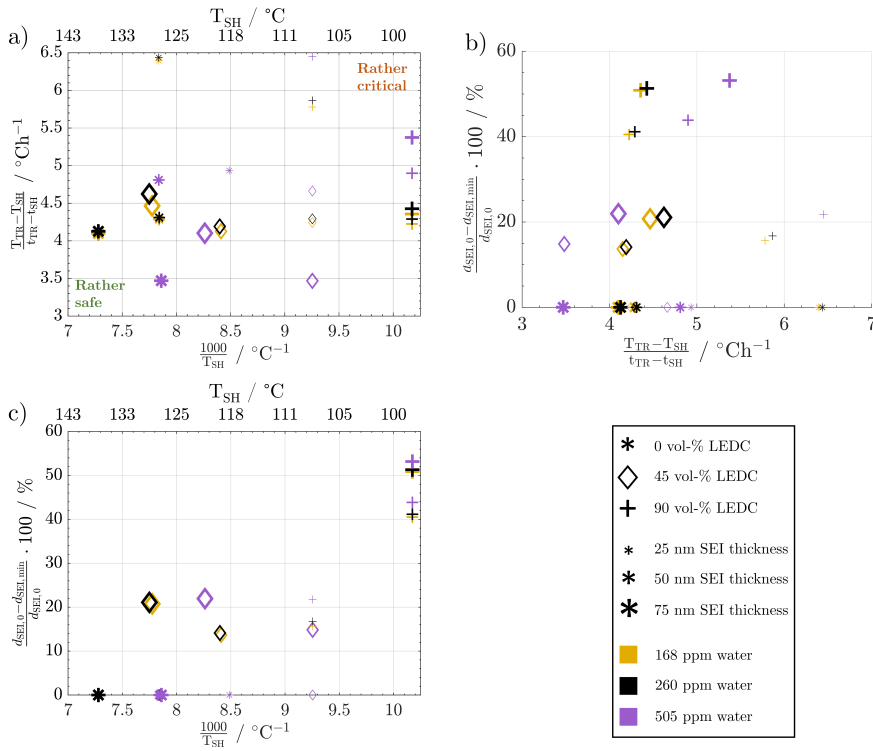 T_SH / °C
a)
143 133 125 118 111 105 100
6.5
6
5.5
5
4.5
4
3.5
3
T_TR−T_SH
t_TR−t_SH / °Ch⁻¹
Rather
critical
Rather
safe
7 7.5 8 8.5 9 9.5 10
1000
T_SH / °C⁻¹
b)
60
40
20
0
d_SEI,0−d_SEI,min
d_SEI,0 · 100 / %
3 4 5 6 7
T_TR−T_SH
t_TR−t_SH / °Ch⁻¹
T_SH / °C
c)
143 133 125 118 111 105 100
60
50
40
30
20
10
0
d_SEI,0−d_SEI,min
d_SEI,0 · 100 / %
7 7.5 8 8.5 9 9.5 10
1000
T_SH / °C⁻¹
0 vol-% LEDC
45 vol-% LEDC
90 vol-% LEDC
25 nm SEI thickness
50 nm SEI thickness
75 nm SEI thickness
168 ppm water
260 ppm water
505 ppm water